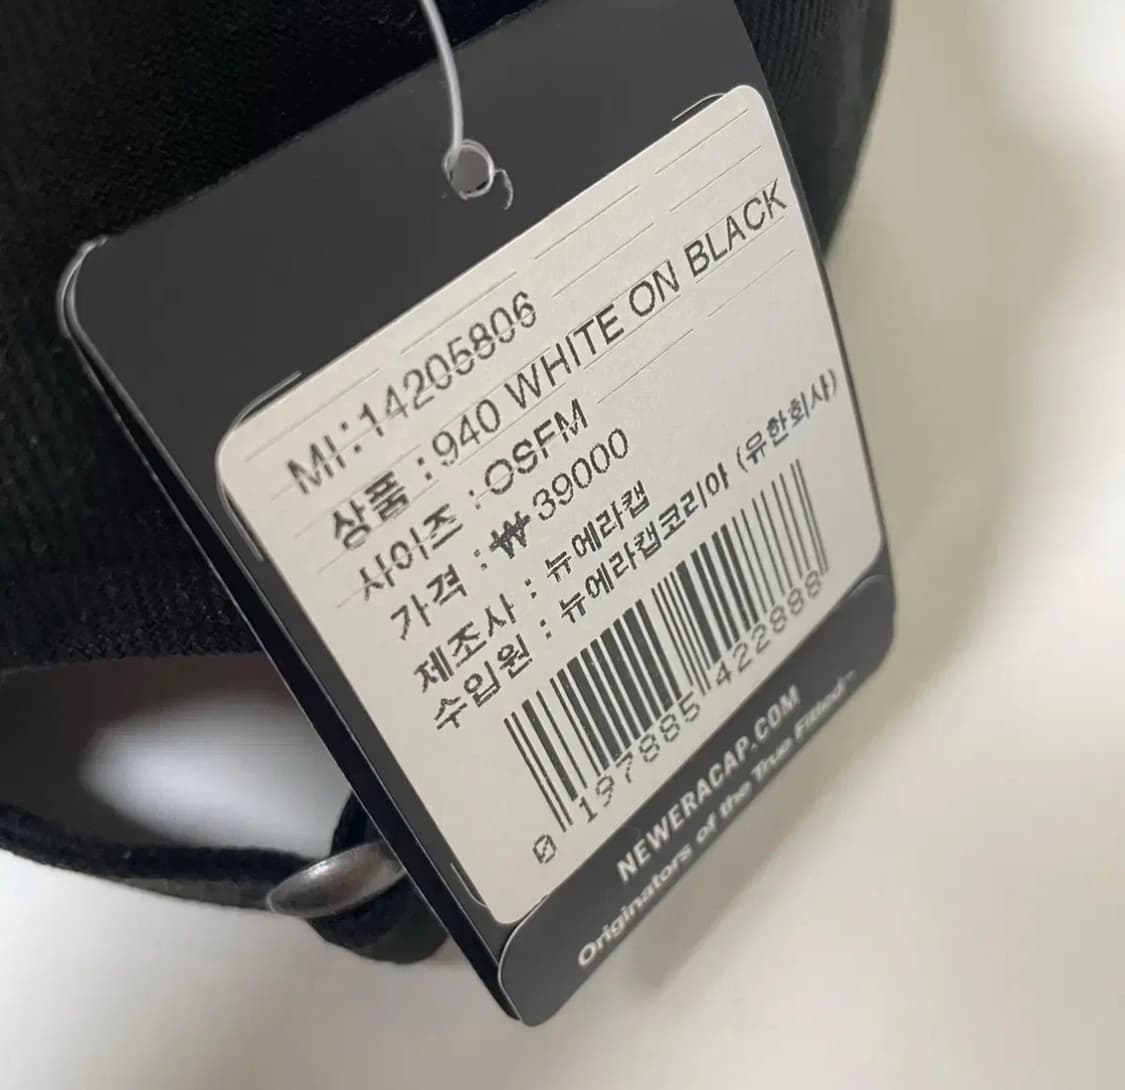 MI:14205806
상품 : 940 WHITE ON BLACK
사이즈 : OSFM
가격 : ₩39000
제조사 : 뉴에라캡
수입원 : 뉴에라캡코리아 (유한회사)
0 197885 422888
NEWERACAP.COM
Originators of the True Fitted™